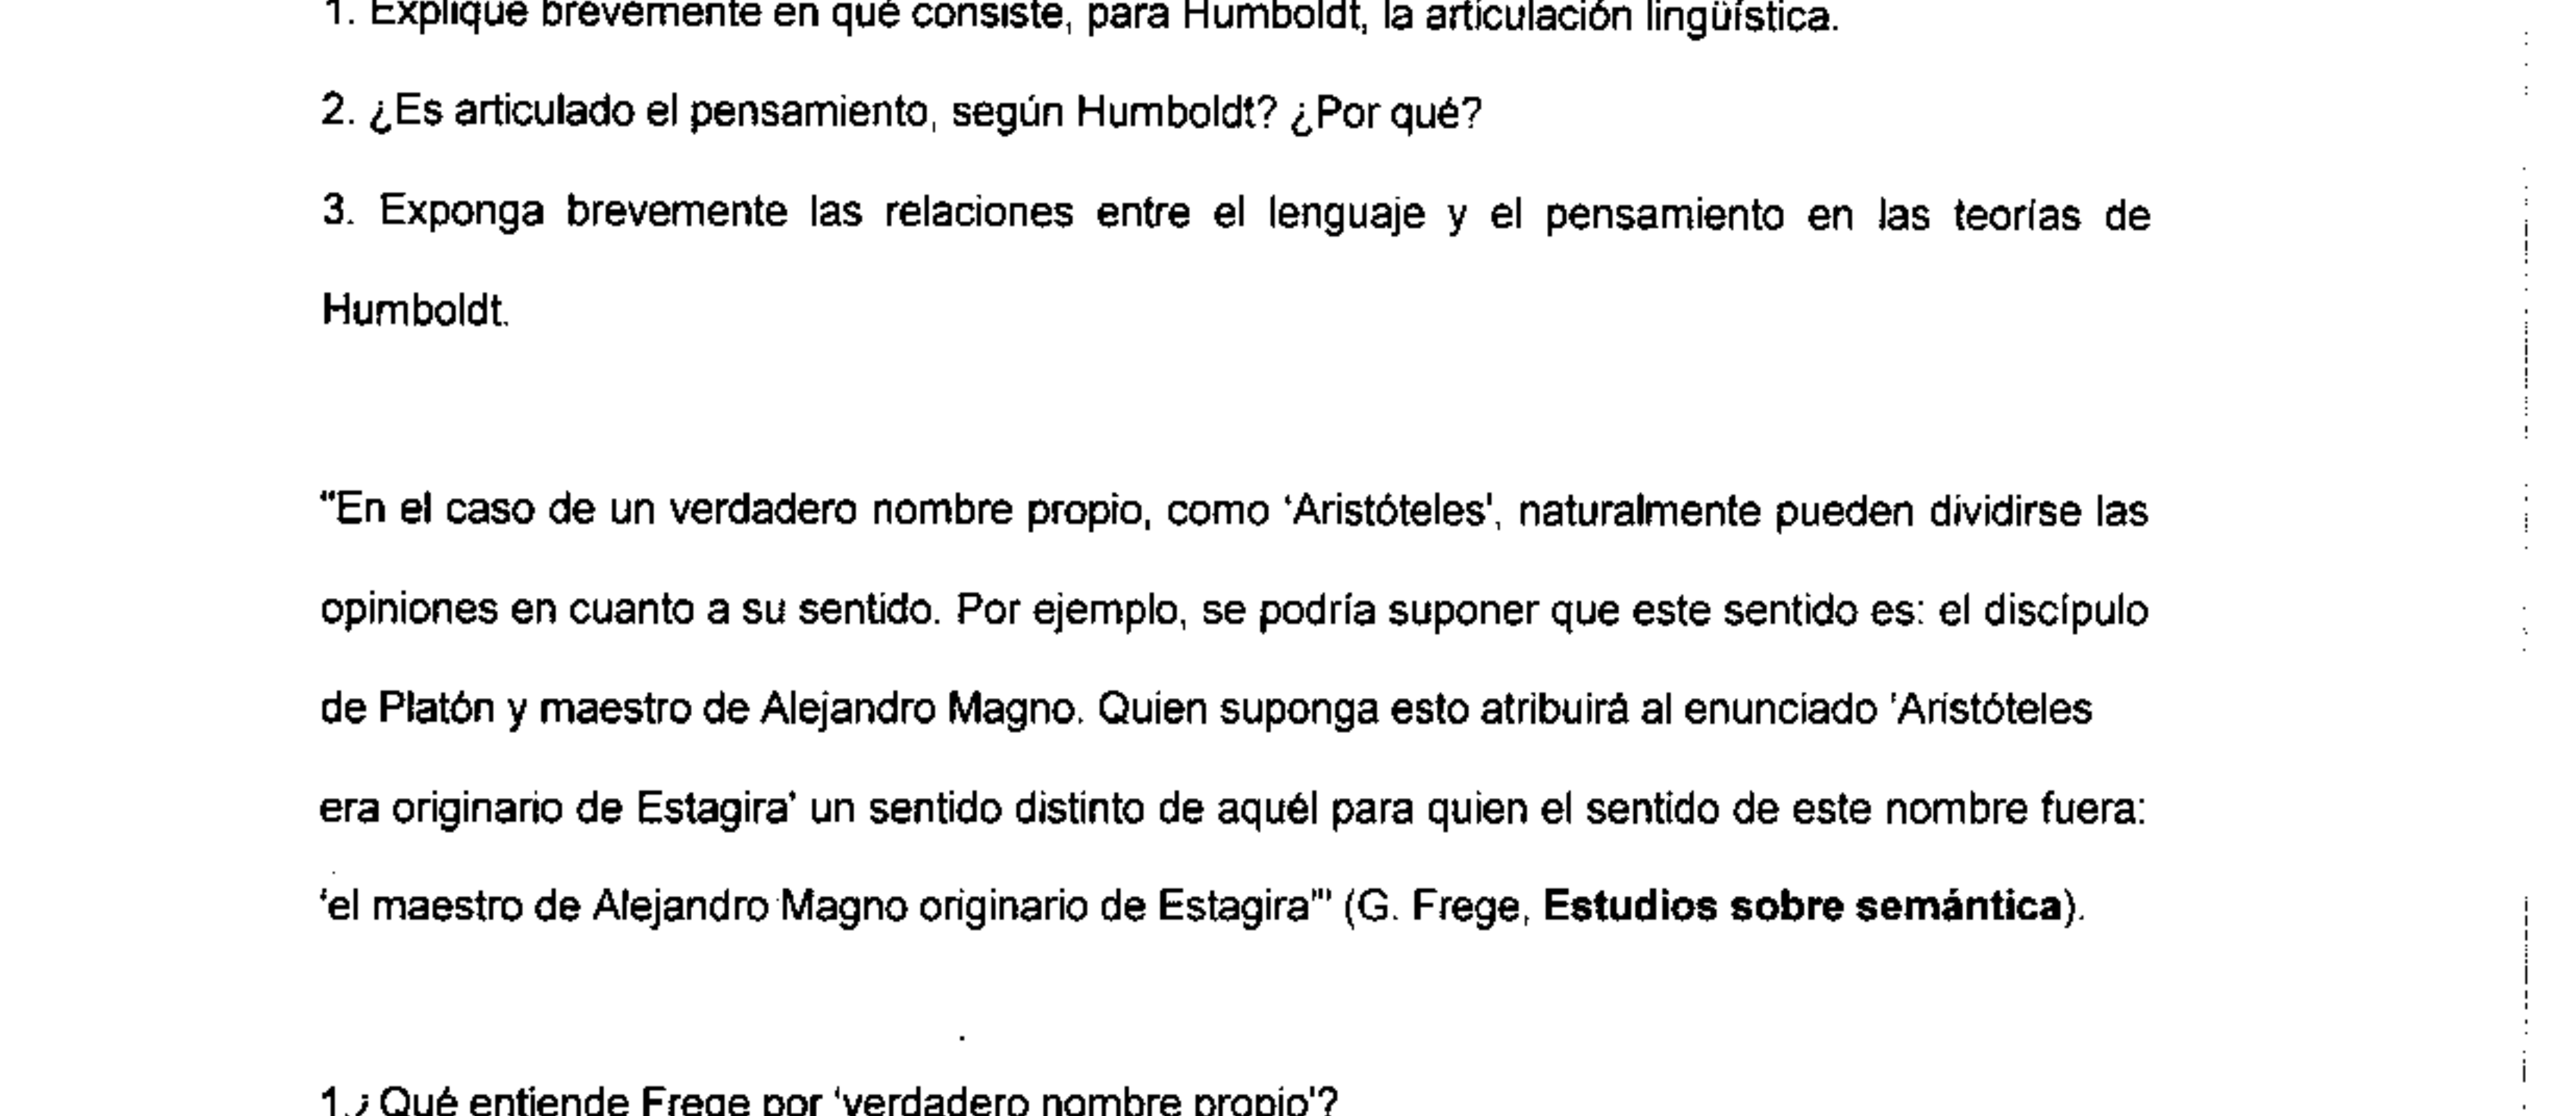 1. Explique brevemente en qué consiste, para Humboldt, la articulación lingüística.
2. ¿Es articulado el pensamiento, según Humboldt? ¿Por qué?
3. Exponga brevemente las relaciones entre el lenguaje y el pensamiento en las teorías de
Humboldt.
“En el caso de un verdadero nombre propio, como ‘Aristóteles', naturalmente pueden dividirse las
opiniones en cuanto a su sentido. Por ejemplo, se podría suponer que este sentido es: el discípulo
de Platón y maestro de Alejandro Magno. Quien suponga esto atribuirá al enunciado 'Aristóteles
era originario de Estagira' un sentido distinto de aquél para quien el sentido de este nombre fuera:
‘el maestro de Alejandro Magno originario de Estagira'” (G. Frege, Estudios sobre semántica).
1.¿Qué entiende Frege por ‘verdadero nombre propio'?